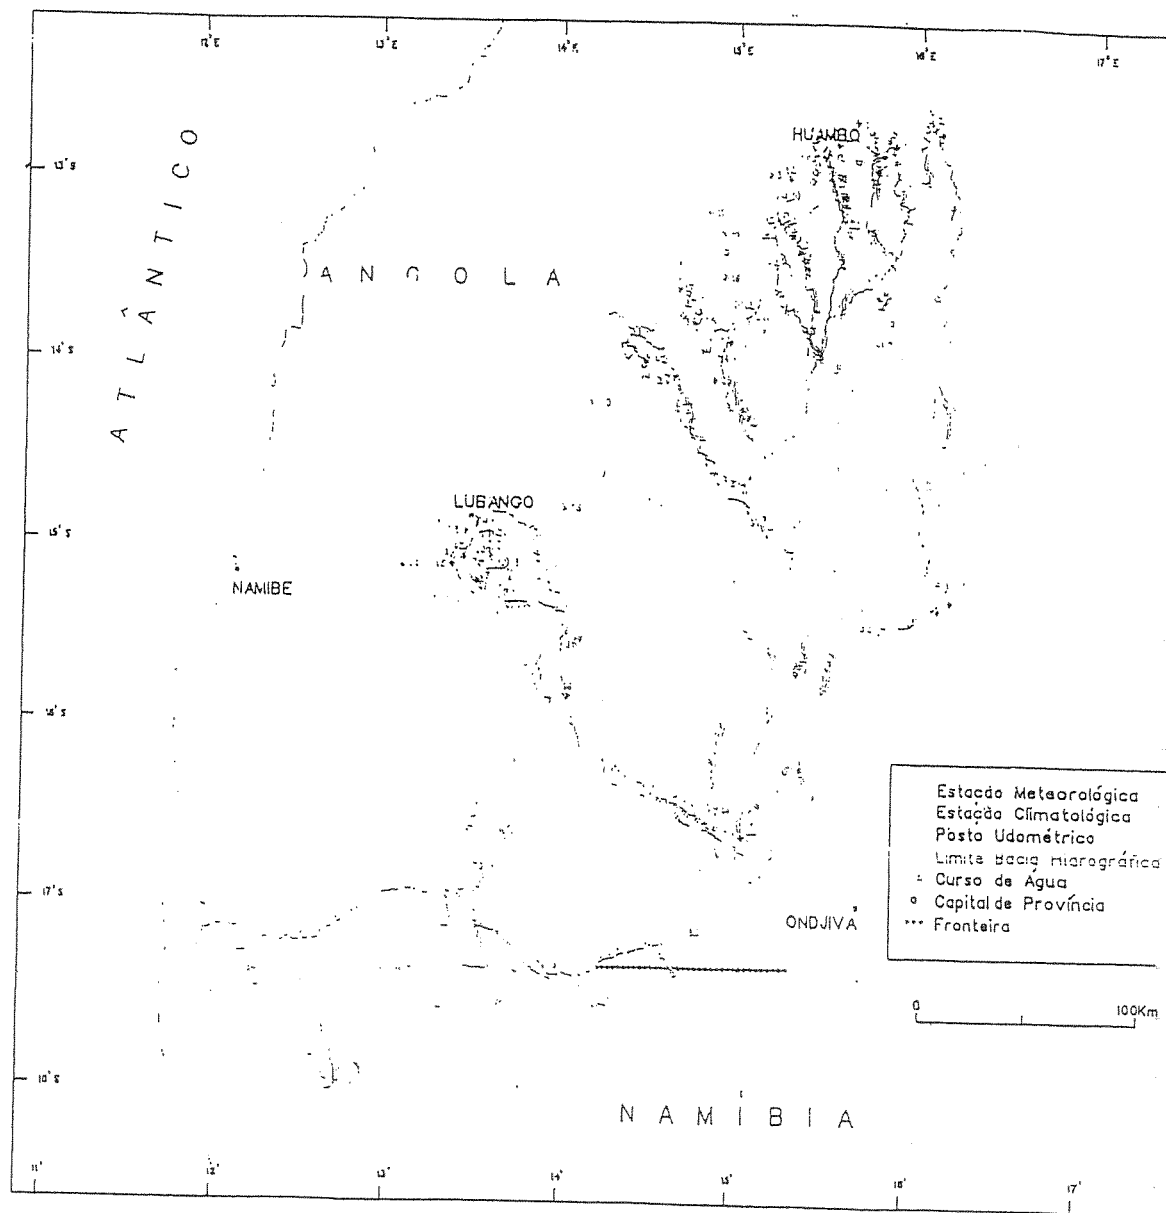 12°E 13°E 14°E 15°E 16°E 17°E
HUAMBO
13°S
ATLÂNTICO
ANGOLA
14°S
LUBANGO
15°S
NAMIBE
16°S
Estação Meteorológica
Estação Climatológica
Posto Udométrico
Limite Bacia Hidrográfica
Curso de Água
Capital de Província
Fronteira
17°S
ONDJIVA
0 100Km
18°S
NAMÍBIA
11° 12° 13° 14° 15° 16° 17°